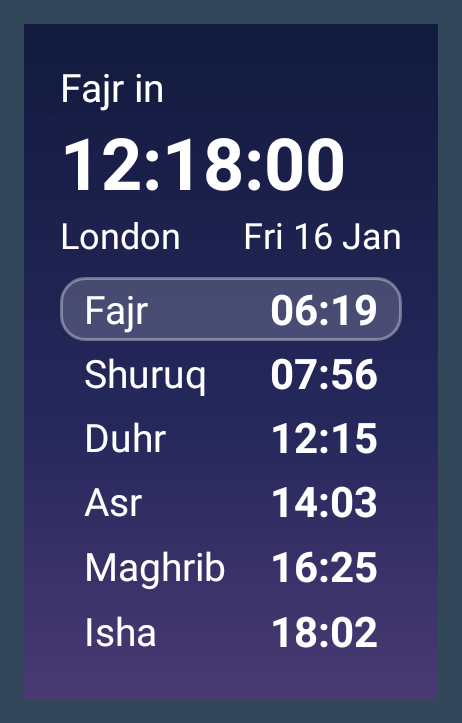 Fajr in
12:18:00
London Fri 16 Jan
Fajr 06:19
Shuruq 07:56
Duhr 12:15
Asr 14:03
Maghrib 16:25
Isha 18:02